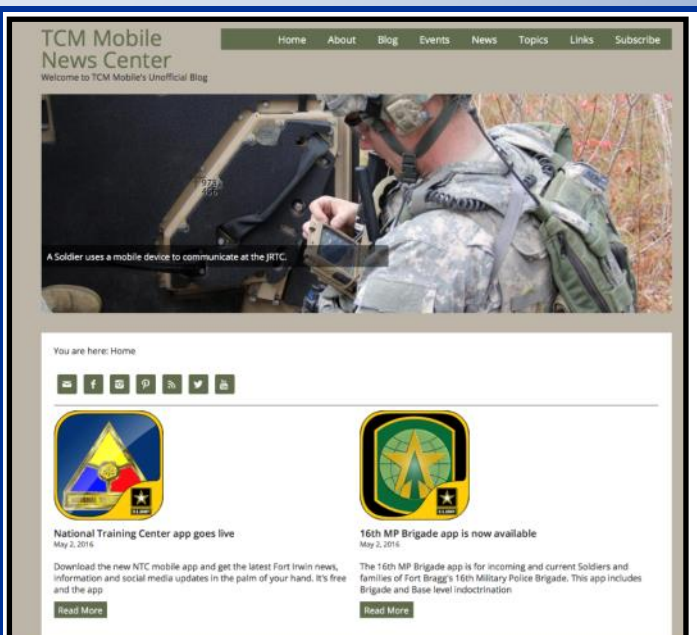 TCM Mobile
News Center
Welcome to TCM Mobile's Unofficial Blog
Home About Blog Events News Topics Links Subscribe
A Soldier uses a mobile device to communicate at the JRTC.
You are here: Home
National Training Center app goes live
May 2, 2016
Download the new NTC mobile app and get the latest Fort Irwin news,
information and social media updates in the palm of your hand. It's free
and the app
Read More
16th MP Brigade app is now available
May 2, 2016
The 16th MP Brigade app is for incoming and current Soldiers and
families of Fort Bragg's 16th Military Police Brigade. This app includes
Brigade and Base level indoctrination
Read More